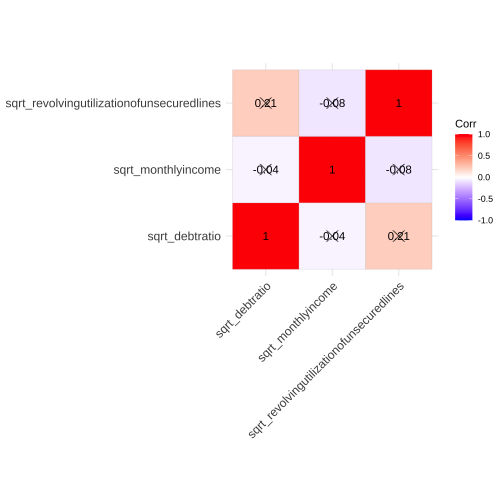 sqrt_revolvingutilizationofunsecuredlines
0.21
-0.08
1
sqrt_monthlyincome
-0.04
1
-0.08
sqrt_debtratio
1
-0.04
0.21
sqrt_debtratio
sqrt_monthlyincome
sqrt_revolvingutilizationofunsecuredlines
Corr
1.0
0.5
0.0
-0.5
-1.0